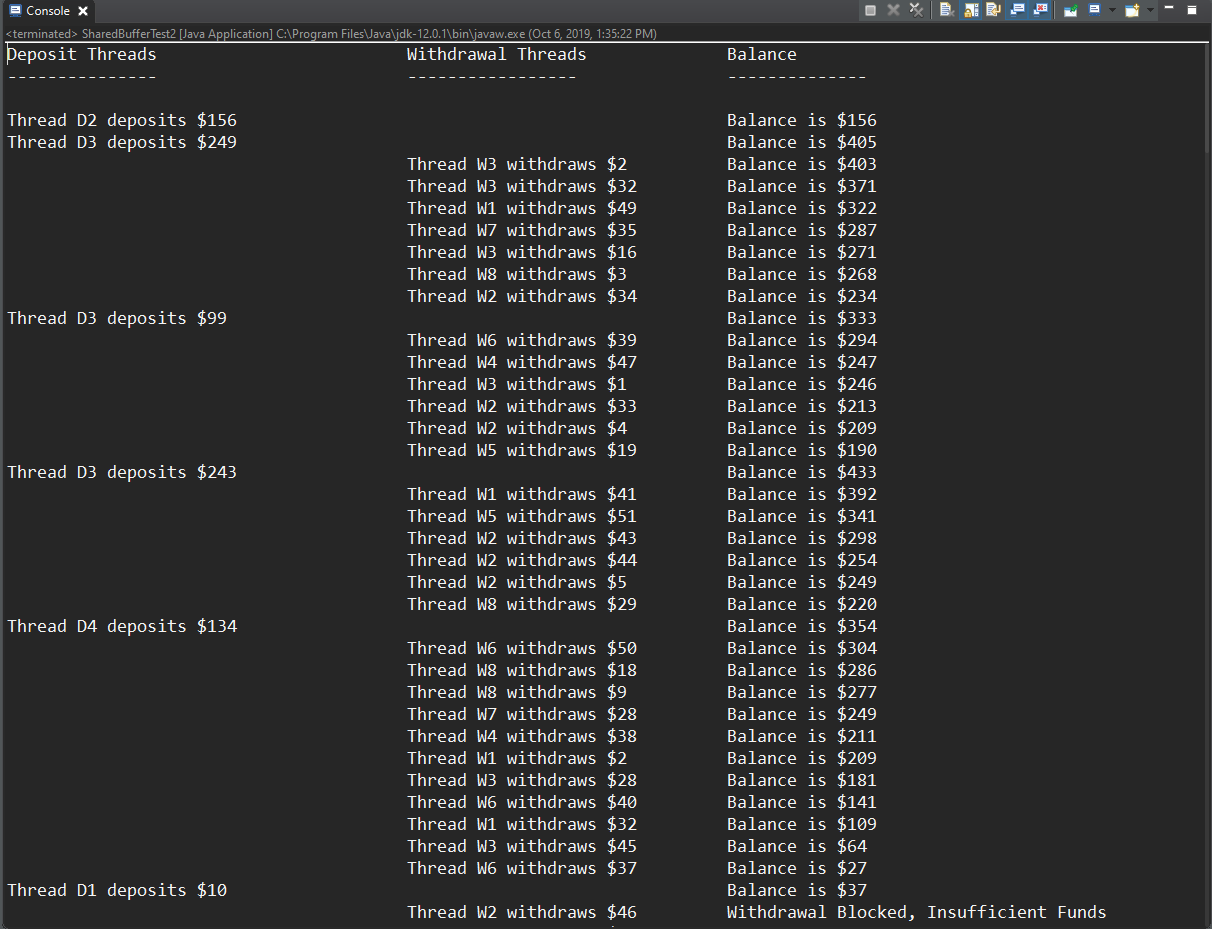 Console
<terminated> SharedBufferTest2 [Java Application] C:\Program Files\Java\jdk-12.0.1\bin\javaw.exe (Oct 6, 2019, 1:35:22 PM)
Deposit Threads Withdrawal Threads Balance
--------------- ----------------- --------------
Thread D2 deposits $156 Balance is $156
Thread D3 deposits $249 Balance is $405
Thread W3 withdraws $2 Balance is $403
Thread W3 withdraws $32 Balance is $371
Thread W1 withdraws $49 Balance is $322
Thread W7 withdraws $35 Balance is $287
Thread W3 withdraws $16 Balance is $271
Thread W8 withdraws $3 Balance is $268
Thread W2 withdraws $34 Balance is $234
Thread D3 deposits $99 Balance is $333
Thread W6 withdraws $39 Balance is $294
Thread W4 withdraws $47 Balance is $247
Thread W3 withdraws $1 Balance is $246
Thread W2 withdraws $33 Balance is $213
Thread W2 withdraws $4 Balance is $209
Thread W5 withdraws $19 Balance is $190
Thread D3 deposits $243 Balance is $433
Thread W1 withdraws $41 Balance is $392
Thread W5 withdraws $51 Balance is $341
Thread W2 withdraws $43 Balance is $298
Thread W2 withdraws $44 Balance is $254
Thread W2 withdraws $5 Balance is $249
Thread W8 withdraws $29 Balance is $220
Thread D4 deposits $134 Balance is $354
Thread W6 withdraws $50 Balance is $304
Thread W8 withdraws $18 Balance is $286
Thread W8 withdraws $9 Balance is $277
Thread W7 withdraws $28 Balance is $249
Thread W4 withdraws $38 Balance is $211
Thread W1 withdraws $2 Balance is $209
Thread W3 withdraws $28 Balance is $181
Thread W6 withdraws $40 Balance is $141
Thread W1 withdraws $32 Balance is $109
Thread W3 withdraws $45 Balance is $64
Thread W6 withdraws $37 Balance is $27
Thread D1 deposits $10 Balance is $37
Thread W2 withdraws $46 Withdrawal Blocked, Insufficient Funds